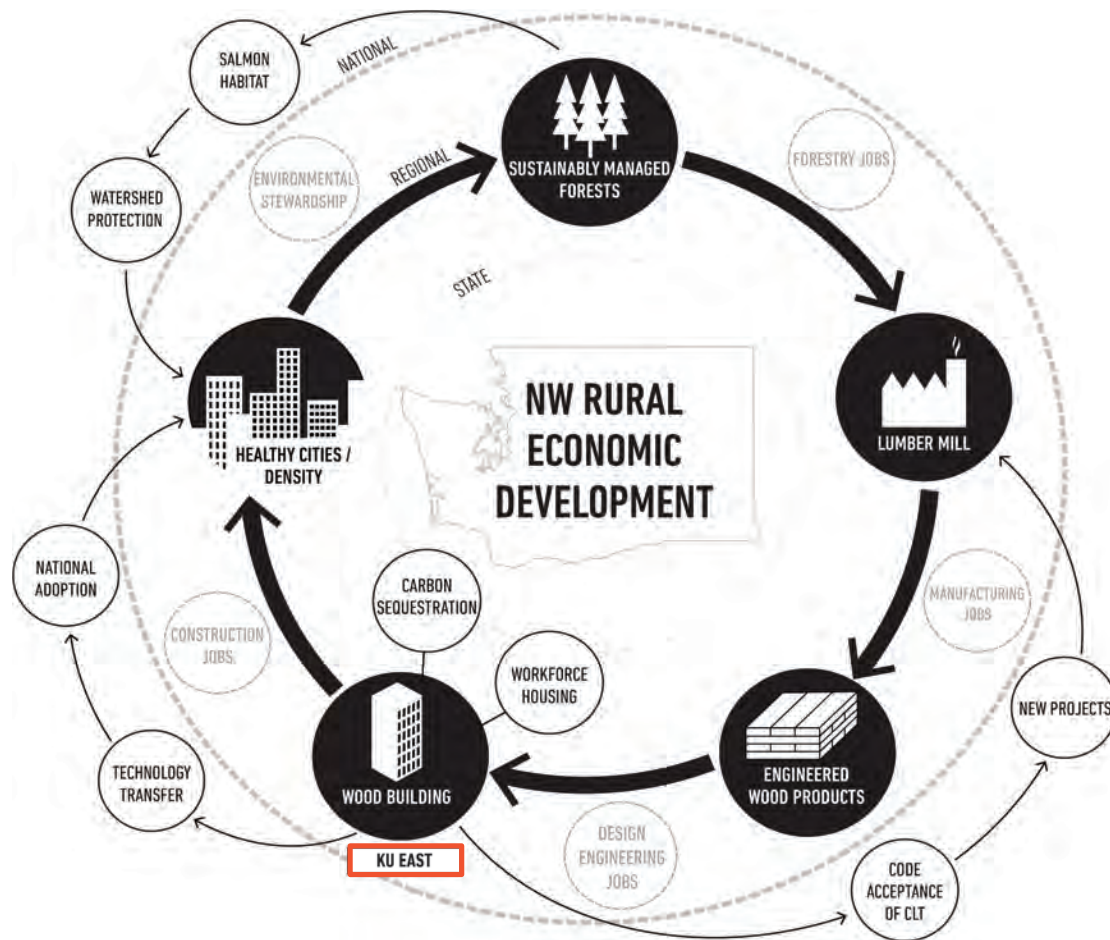 SALMON
HABITAT
NATIONAL
SUSTAINABLY MANAGED
FORESTS
FORESTRY JOBS
ENVIRONMENTAL
STEWARDSHIP
REGIONAL
WATERSHED
PROTECTION
STATE
NW RURAL
ECONOMIC
DEVELOPMENT
LUMBER MILL
HEALTHY CITIES /
DENSITY
NATIONAL
ADOPTION
CARBON
SEQUESTRATION
MANUFACTURING
JOBS
CONSTRUCTION
JOBS
WORKFORCE
HOUSING
NEW PROJECTS
TECHNOLOGY
TRANSFER
WOOD BUILDING
ENGINEERED
WOOD PRODUCTS
KU EAST
DESIGN
ENGINEERING
JOBS
CODE
ACCEPTANCE
OF CLT